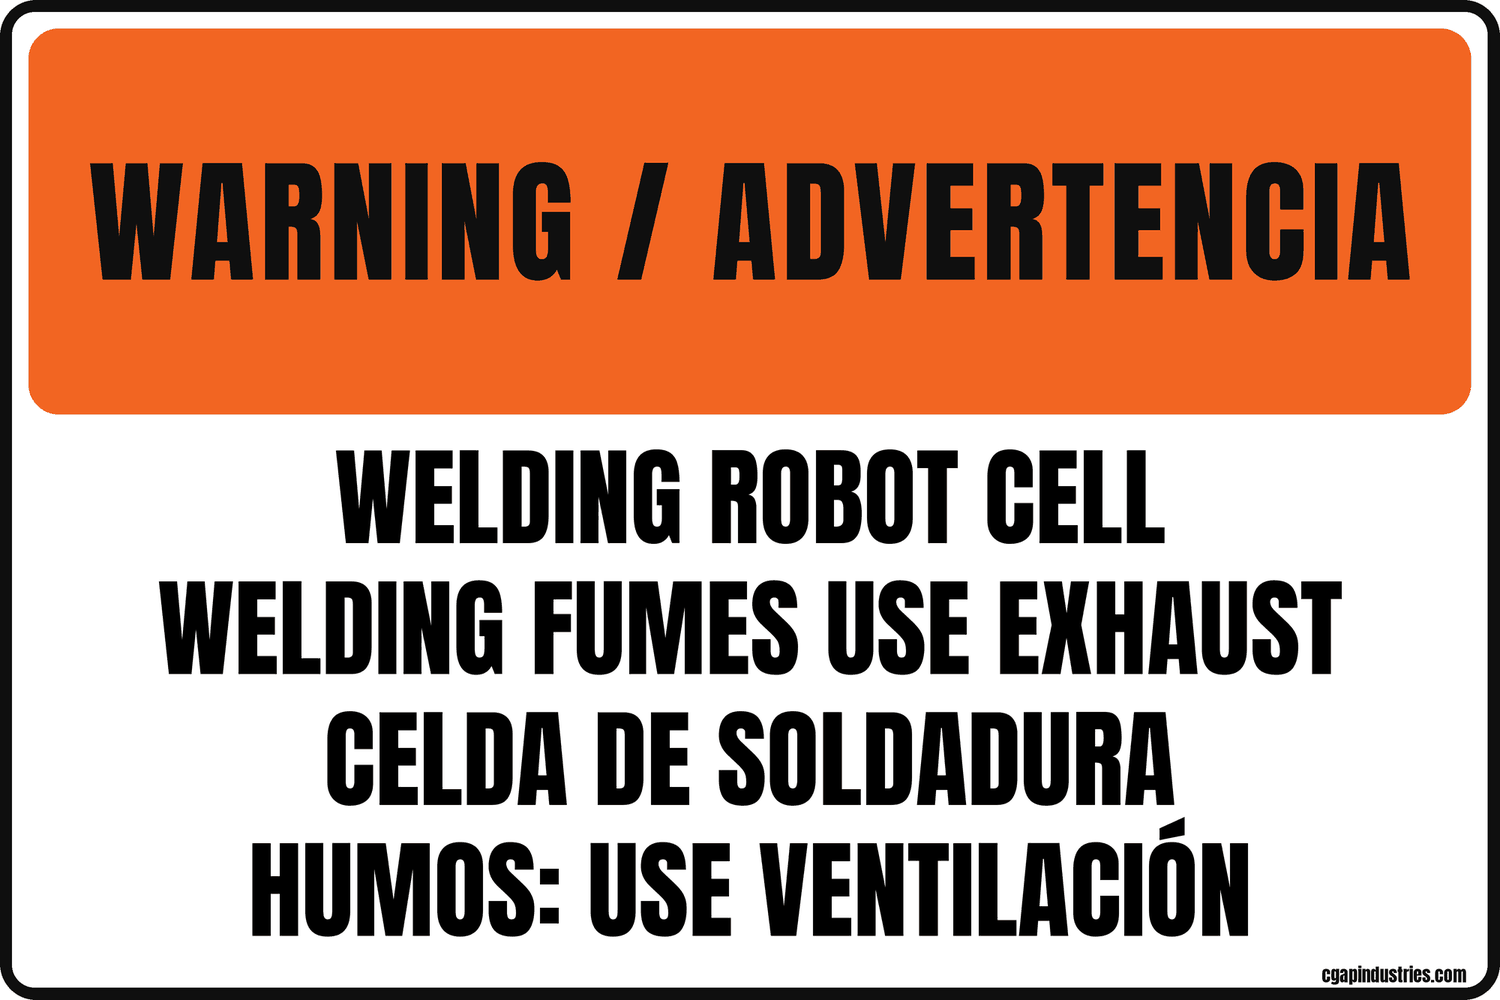 WARNING / ADVERTENCIA
WELDING ROBOT CELL
WELDING FUMES USE EXHAUST
CELDA DE SOLDADURA
HUMOS: USE VENTILACIÓN
cgapindustries.com